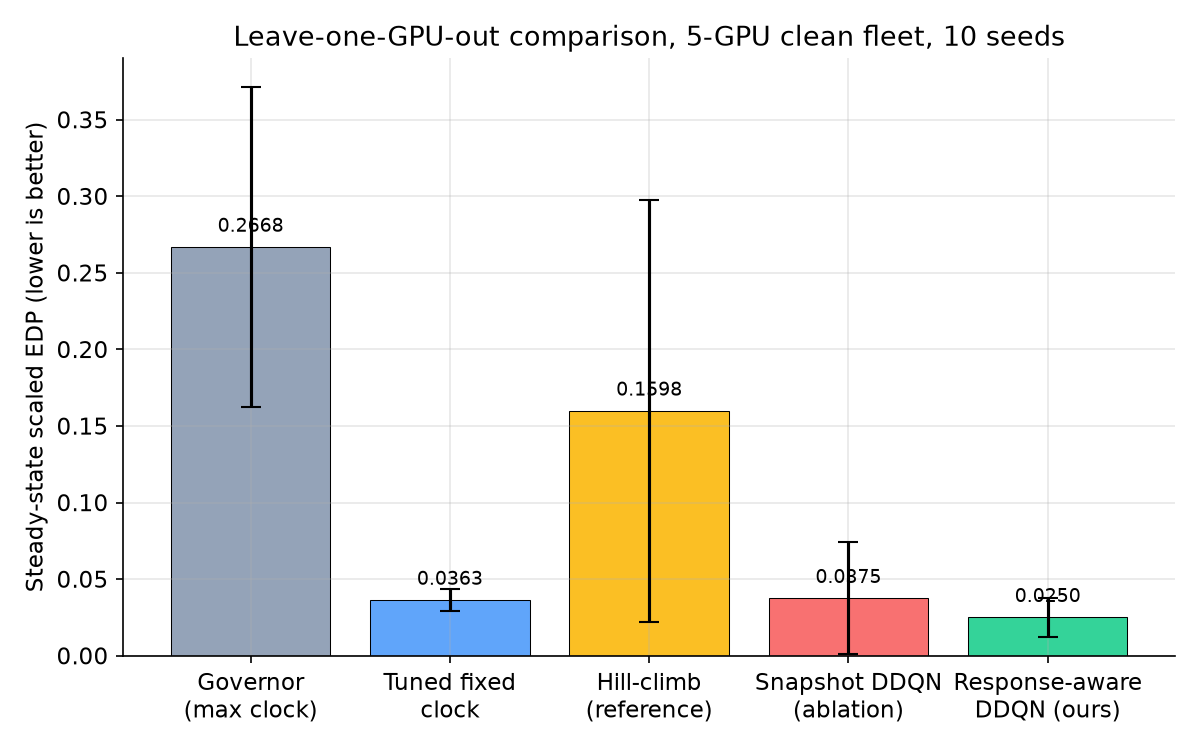 Leave-one-GPU-out comparison, 5-GPU clean fleet, 10 seeds
Steady-state scaled EDP (lower is better)
0.35
0.30
0.25
0.20
0.15
0.10
0.05
0.00
0.2668
0.0363
0.1598
0.0375
0.0250
Governor
(max clock)
Tuned fixed
clock
Hill-climb
(reference)
Snapshot DDQN
(ablation)
Response-aware
DDQN (ours)